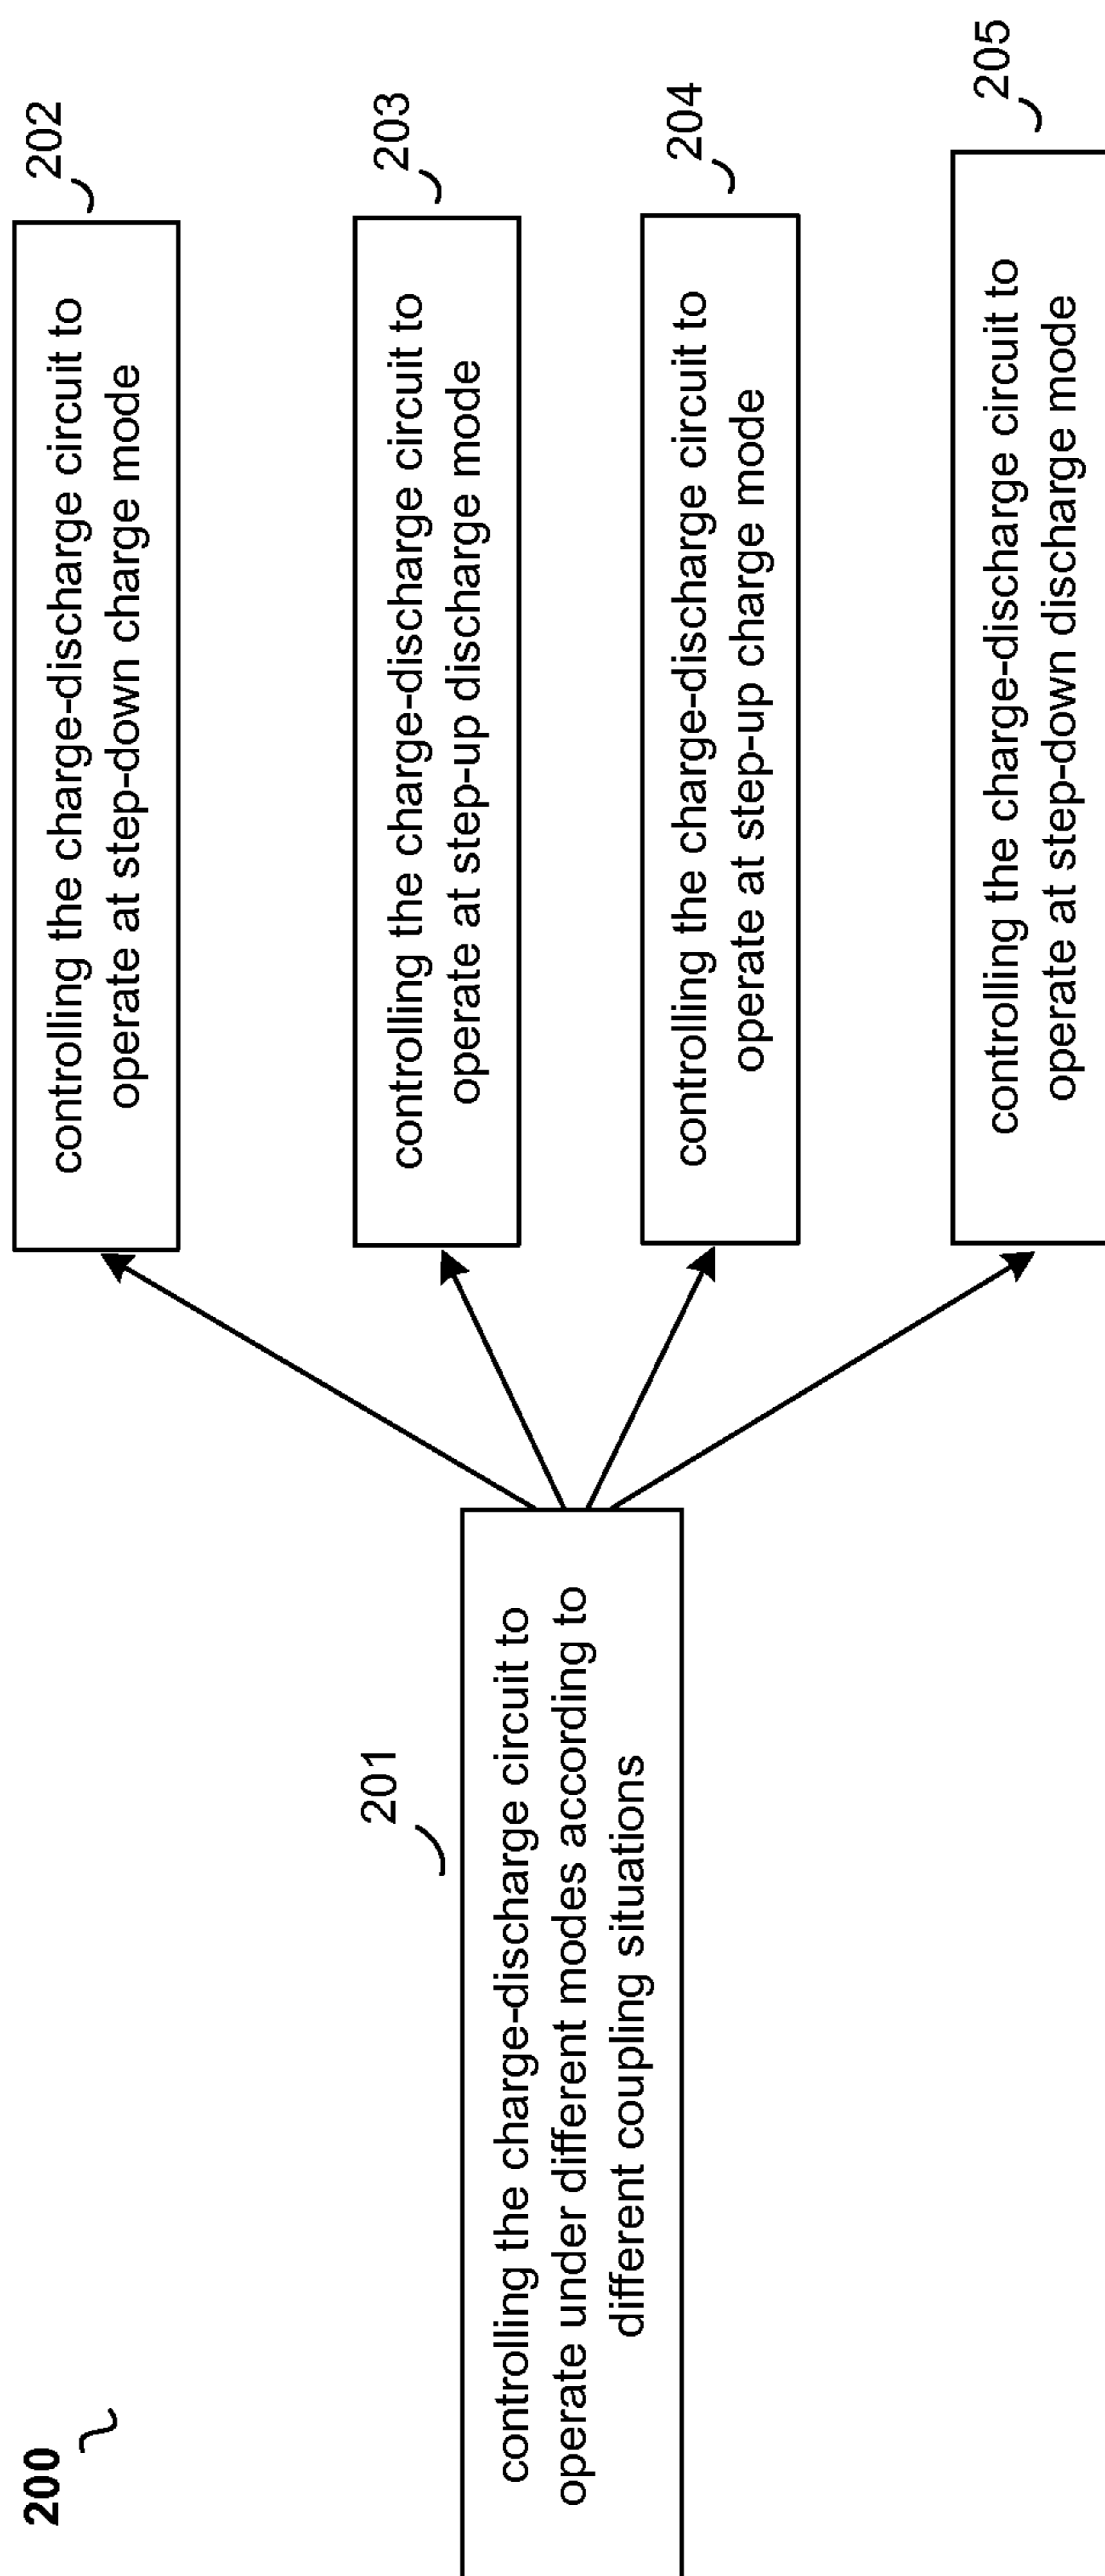 200
201
controlling the charge-discharge circuit to
operate under different modes according to
different coupling situations
202
controlling the charge-discharge circuit to
operate at step-down charge mode
203
controlling the charge-discharge circuit to
operate at step-up discharge mode
204
controlling the charge-discharge circuit to
operate at step-up charge mode
205
controlling the charge-discharge circuit to
operate at step-down discharge mode